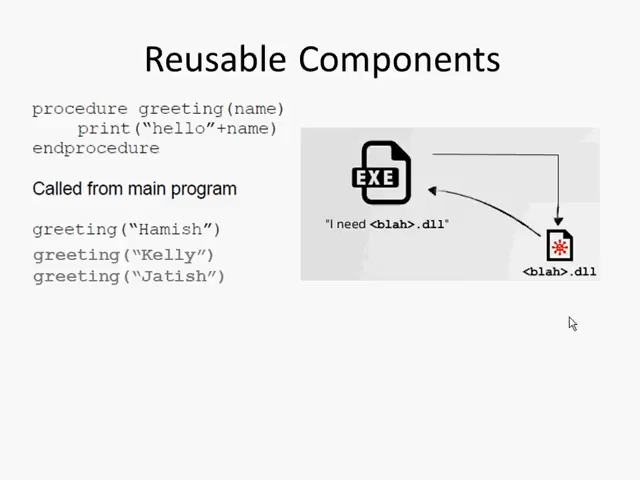 Reusable Components
procedure greeting(name)
print(“hello”+name)
endprocedure
Called from main program
greeting(“Hamish”)
greeting(“Kelly”)
greeting(“Jatish”)
EXE
"I need <blah>.dll"
<blah>.dll